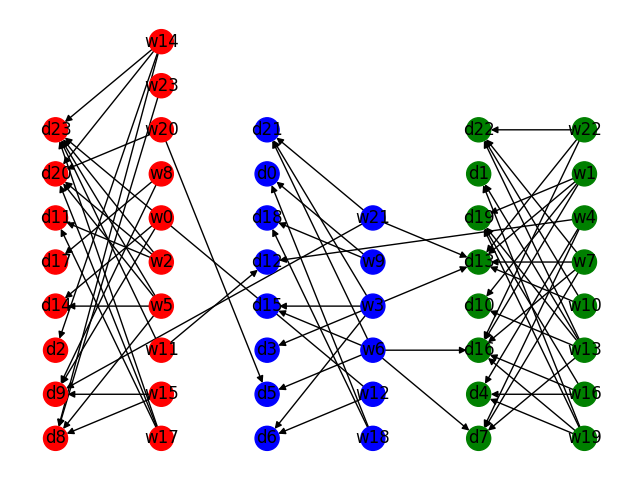 w14
w23
d23 w20 d21 d22 w22
d20 w8 d0 d1 w1
d11 w0 d18 w21 d19 w4
d17 w2 d12 w9 d13 w7
d14 w5 d15 w3 d10 w10
d2 w11 d3 w6 d16 w13
d9 w15 d5 w12 d4 w16
d8 w17 d6 w18 d7 w19